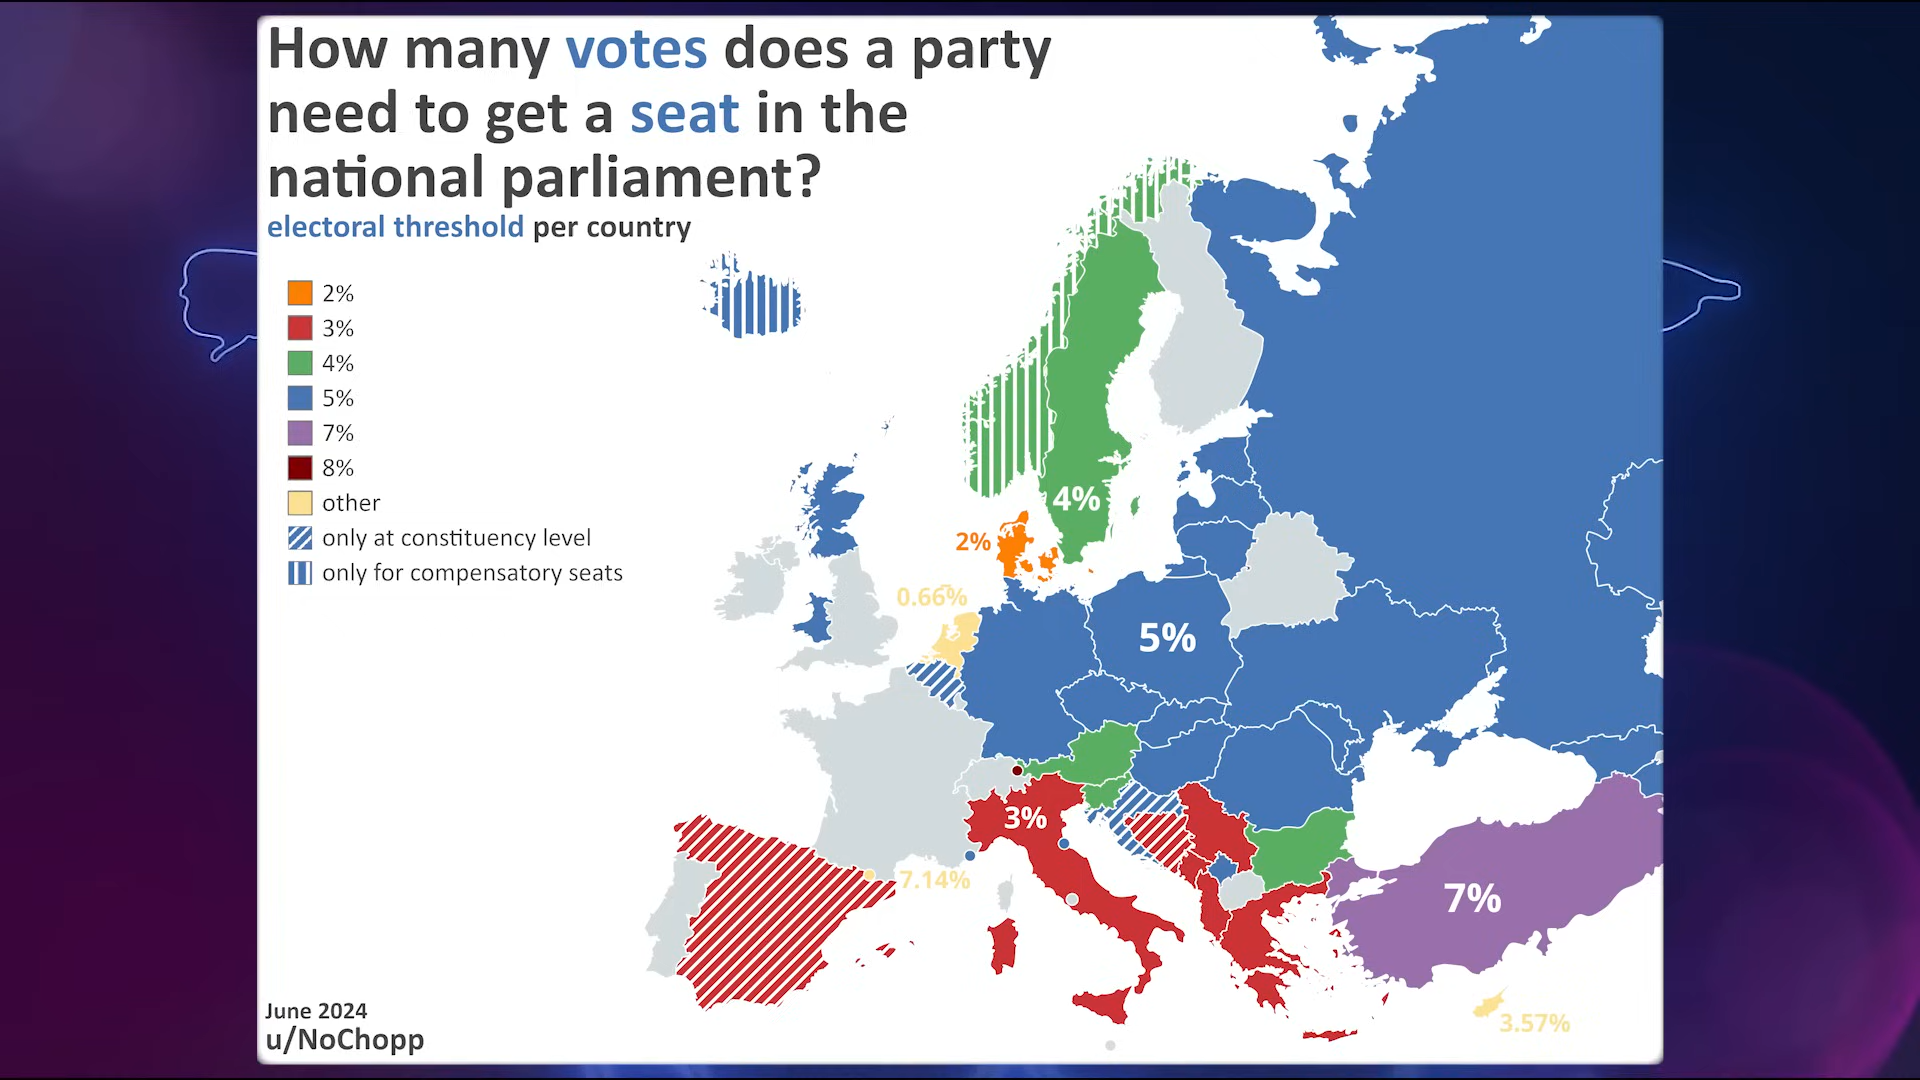 How many votes does a party
need to get a seat in the
national parliament?
electoral threshold per country
2%
3%
4%
5%
7%
8%
other
only at constituency level
only for compensatory seats
4%
2%
0.66%
5%
3%
7.14%
7%
3.57%
June 2024
u/NoChopp